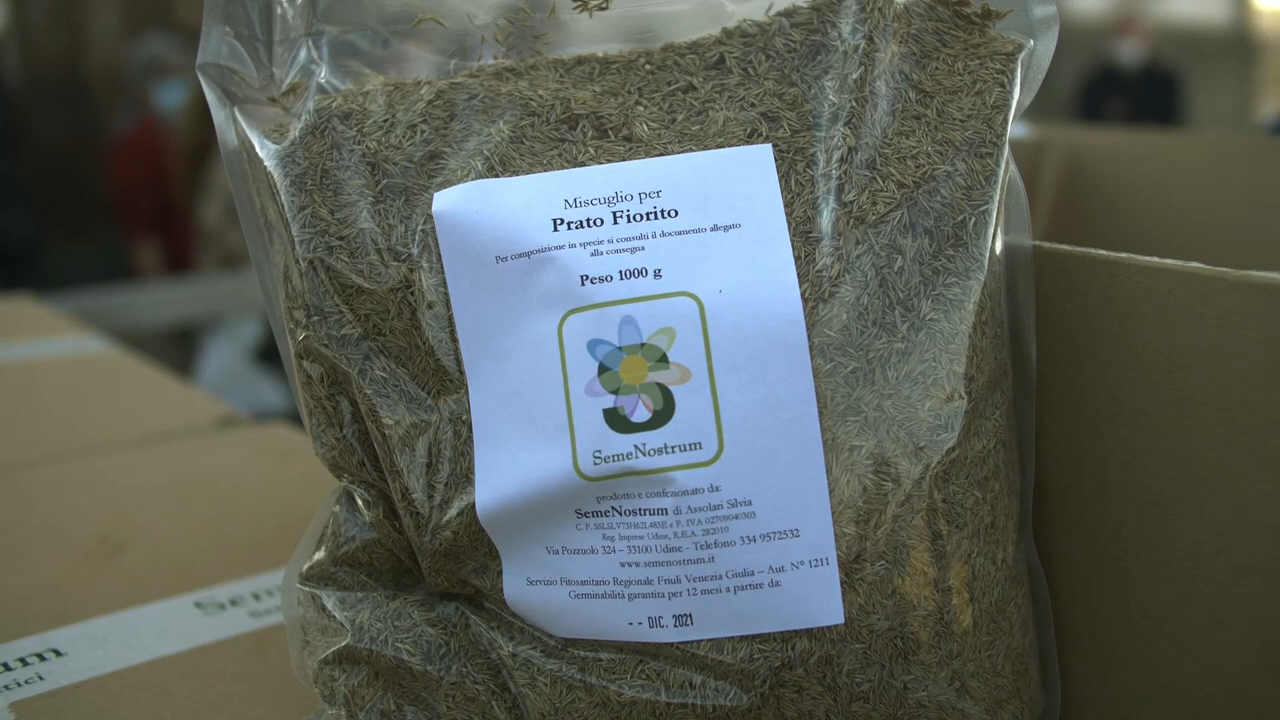 Miscuglio per
Prato Fiorito
Per composizione in specie si consulti il documento allegato
alla consegna
Peso 1000 g
S
SemeNostrum
prodotto e confezionato da:
SemeNostrum di Assolari Silvia
C. F. SSLSLV73H62L483E e P. IVA 02709040303
Reg. Imprese Udine, R.E.A. 282010
Via Pozzuolo 324 – 33100 Udine - Telefono 334 9572532
www.semenostrum.it
Servizio Fitosanitario Regionale Friuli Venezia Giulia – Aut. N° 1211
Germinabilità garantita per 12 mesi a partire da:
- - DIC. 2021